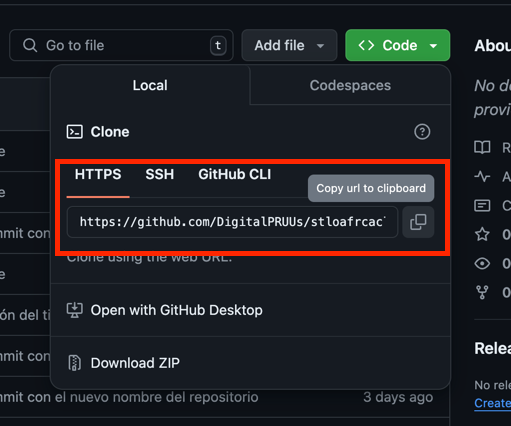 Go to file
t
Add file
Code
Abou
Local
Codespaces
No de
provi
Clone
HTTPS
SSH
GitHub CLI
Copy url to clipboard
https://github.com/DigitalPRUUs/stloafrcac
Clone using the web URL.
Open with GitHub Desktop
Download ZIP
e
e
mmit con
e
ón del ti
mmit con
mmit con el nuevo nombre del repositorio
3 days ago
R
A
C
0
0
0
Relea
No rele
Create